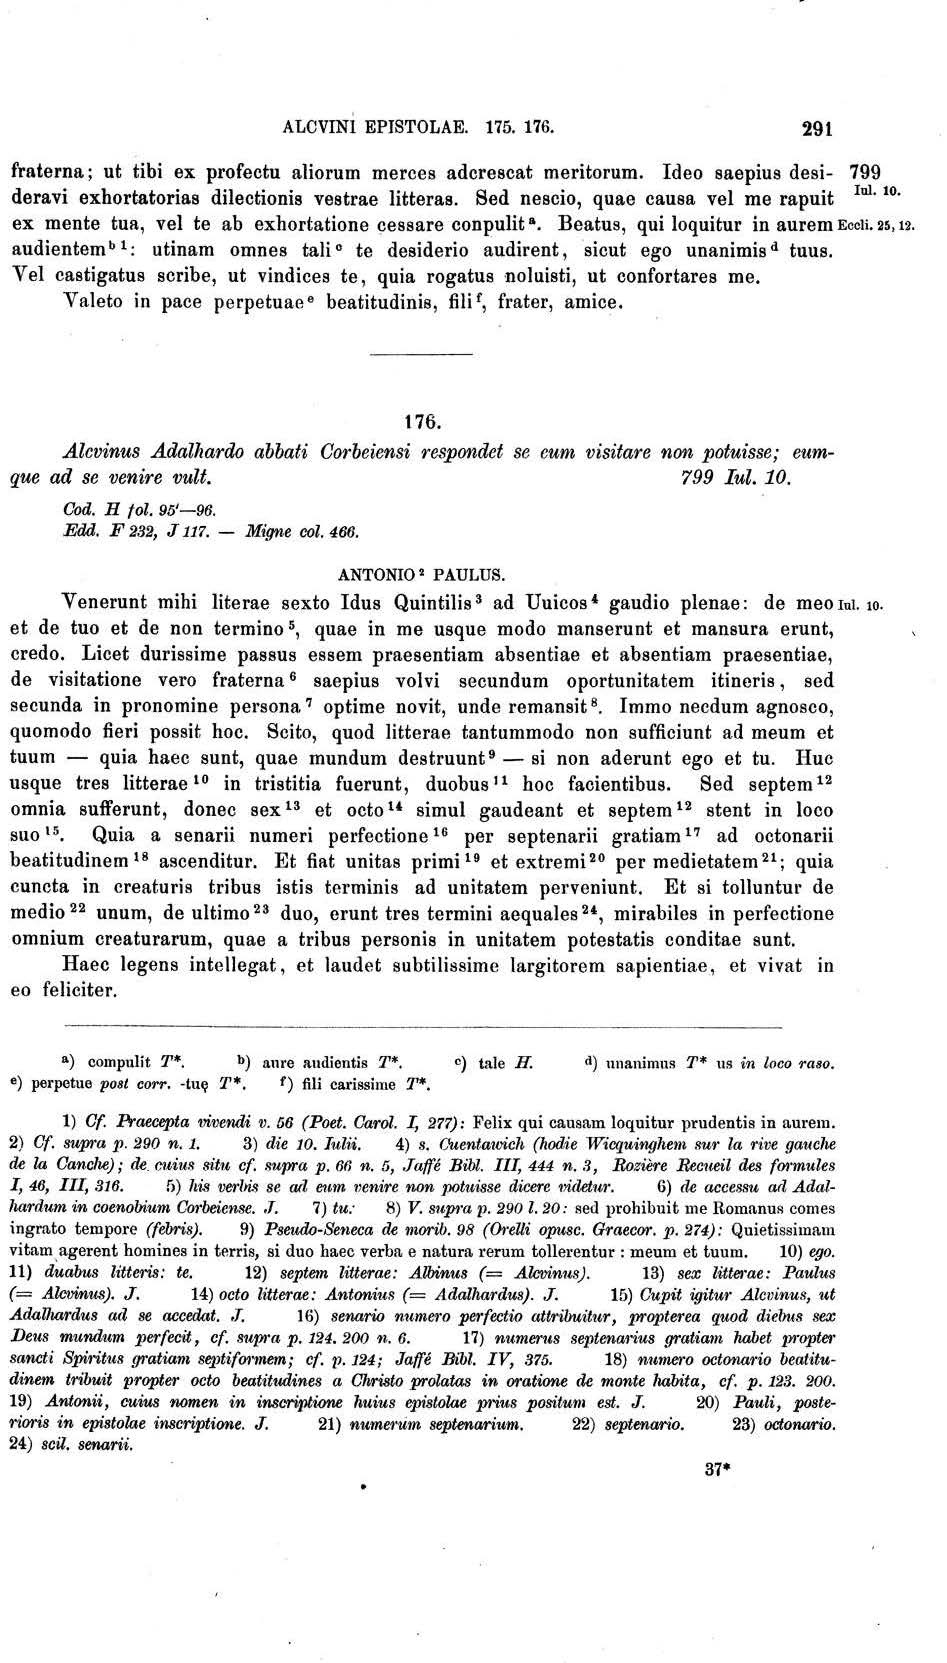 ALCVINI EPISTOLAE. 175. 176. 291
fraterna; ut tibi ex profectu aliorum merces adcrescat meritorum. Ideo saepius desi- 799
deravi exhortatorias dilectionis vestrae litteras. Sed nescio, quae causa vel me rapuit Iul. 10.
ex mente tua, vel te ab exhortatione cessare conpulit a. Beatus, qui loquitur in aurem Eccli. 25, 12.
audientem b 1: utinam omnes tali c te desiderio audirent, sicut ego unanimis d tuus.
Vel castigatus scribe, ut vindices te, quia rogatus noluisti, ut confortares me.
Valeto in pace perpetuae e beatitudinis, fili f, frater, amice.
176.
Alcvinus Adalhardo abbati Corbeiensi respondet se eum visitare non potuisse; eum-
que ad se venire vult. 799 Iul. 10.
Cod. H fol. 95'—96.
Edd. F 232, J 117. — Migne col. 466.
ANTONIO 2 PAULUS.
Venerunt mihi literae sexto Idus Quintilis 3 ad Uuicos 4 gaudio plenae: de meo Iul. 10.
et de tuo et de non termino 5, quae in me usque modo manserunt et mansura erunt,
credo. Licet durissime passus essem praesentiam absentiae et absentiam praesentiae,
de visitatione vero fraterna 6 saepius volvi secundum oportunitatem itineris, sed
secunda in pronomine persona 7 optime novit, unde remansit 8. Immo necdum agnosco,
quomodo fieri possit hoc. Scito, quod litterae tantummodo non sufficiunt ad meum et
tuum — quia haec sunt, quae mundum destruunt 9 — si non aderunt ego et tu. Huc
usque tres litterae 10 in tristitia fuerunt, duobus 11 hoc facientibus. Sed septem 12
omnia sufferunt, donec sex 13 et octo 14 simul gaudeant et septem 12 stent in loco
suo 15. Quia a senarii numeri perfectione 16 per septenarii gratiam 17 ad octonarii
beatitudinem 18 ascenditur. Et fiat unitas primi 19 et extremi 20 per medietatem 21; quia
cuncta in creaturis tribus istis terminis ad unitatem perveniunt. Et si tolluntur de
medio 22 unum, de ultimo 23 duo, erunt tres termini aequales 24, mirabiles in perfectione
omnium creaturarum, quae a tribus personis in unitatem potestatis conditae sunt.
Haec legens intellegat, et laudet subtilissime largitorem sapientiae, et vivat in
eo feliciter.
a) compulit T*. b) aure audientis T*. c) tale H. d) unanimus T* us in loco raso.
e) perpetue post corr. -tuę T*. f) fili carissime T*.
1) Cf. Praecepta vivendi v. 56 (Poet. Carol. I, 277): Felix qui causam loquitur prudentis in aurem.
2) Cf. supra p. 290 n. 1. 3) die 10. Iulii. 4) s. Cuentawich (hodie Wicquinghem sur la rive gauche
de la Canche); de cuius situ cf. supra p. 66 n. 5, Jaffé Bibl. III, 444 n. 3, Rozière Recueil des formules
I, 46, III, 316. 5) his verbis se ad eum venire non potuisse dicere videtur. 6) de accessu ad Adal-
hardum in coenobium Corbeiense. J. 7) tu: 8) V. supra p. 290 l. 20: sed prohibuit me Romanus comes
ingrato tempore (febris). 9) Pseudo-Seneca de morib. 98 (Orelli opusc. Graecor. p. 274): Quietissimam
vitam agerent homines in terris, si duo haec verba e natura rerum tollerentur : meum et tuum. 10) ego.
11) duabus litteris: te. 12) septem litterae: Albinus (= Alcvinus). 13) sex litterae: Paulus
(= Alcvinus). J. 14) octo litterae: Antonius (= Adalhardus). J. 15) Cupit igitur Alcvinus, ut
Adalhardus ad se accedat. J. 16) senario numero perfectio attribuitur, propterea quod diebus sex
Deus mundum perfecit, cf. supra p. 124. 200 n. 6. 17) numerus septenarius gratiam habet propter
sancti Spiritus gratiam septiformem; cf. p. 124; Jaffé Bibl. IV, 375. 18) numero octonario beatitu-
dinem tribuit propter octo beatitudines a Christo prolatas in oratione de monte habita, cf. p. 123. 200.
19) Antonii, cuius nomen in inscriptione huius epistolae prius positum est. J. 20) Pauli, poste-
rioris in epistolae inscriptione. J. 21) numerum septenarium. 22) septenario. 23) octonario.
24) scil. senarii.
37*